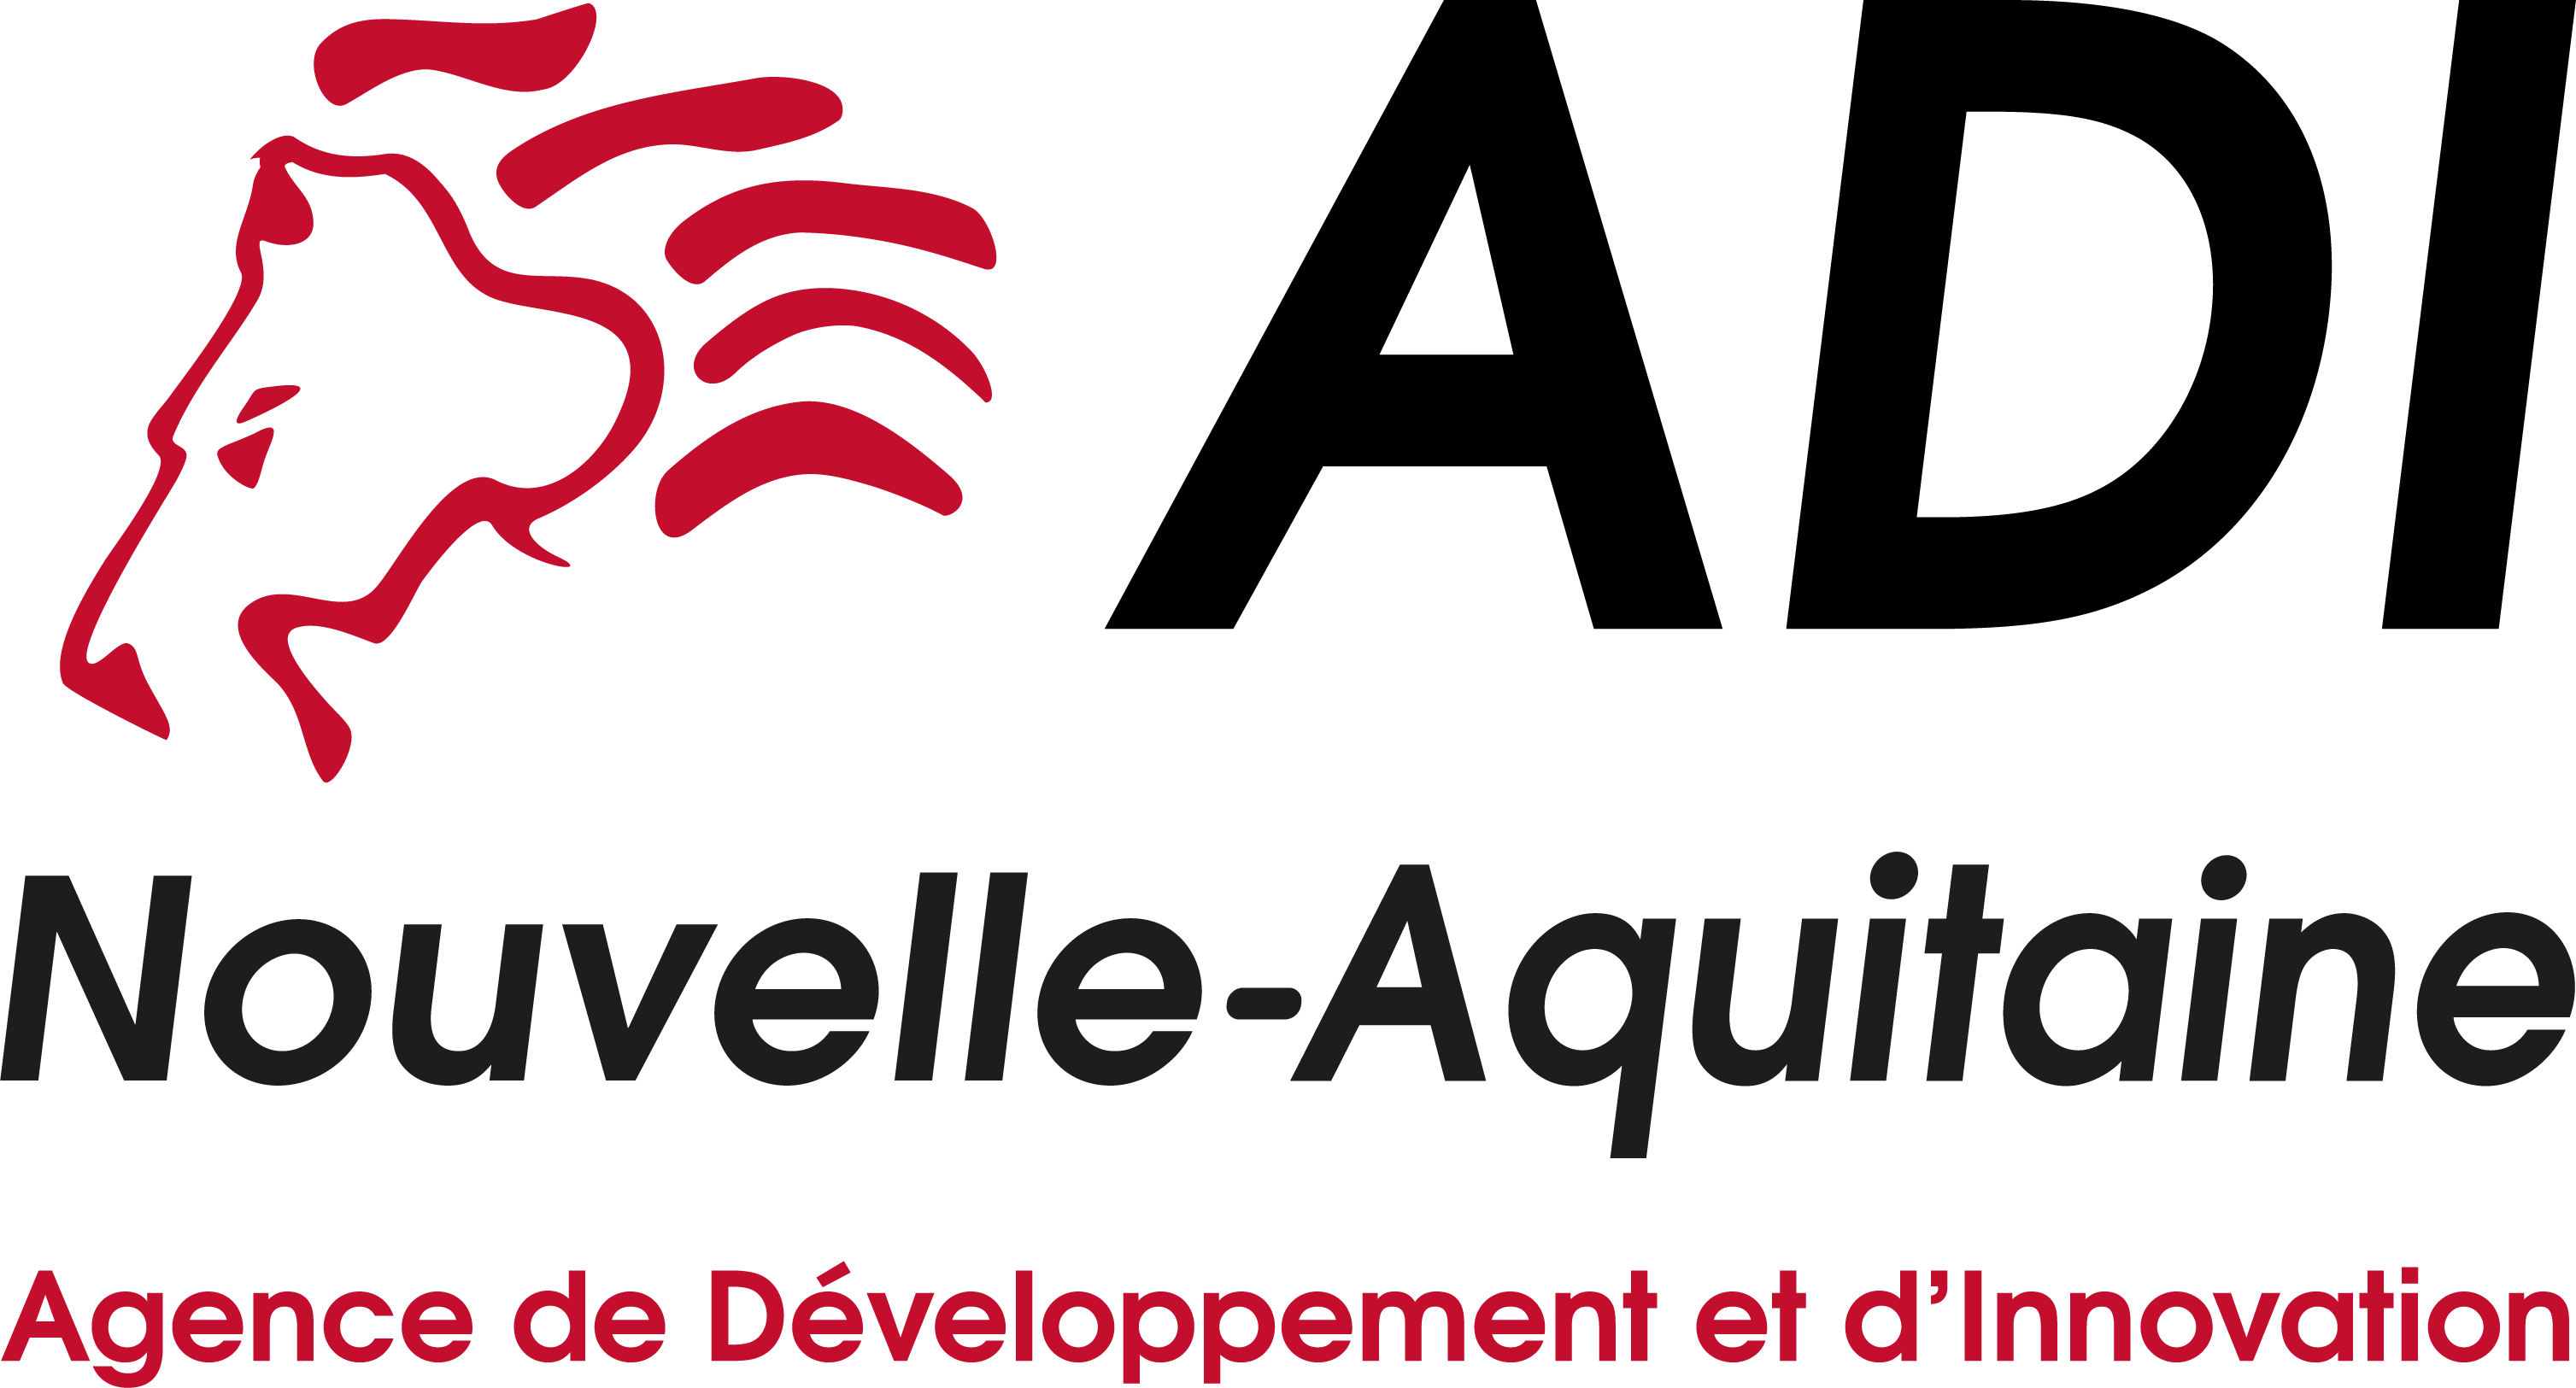 ADI
Nouvelle-Aquitaine
Agence de Développement et d’Innovation